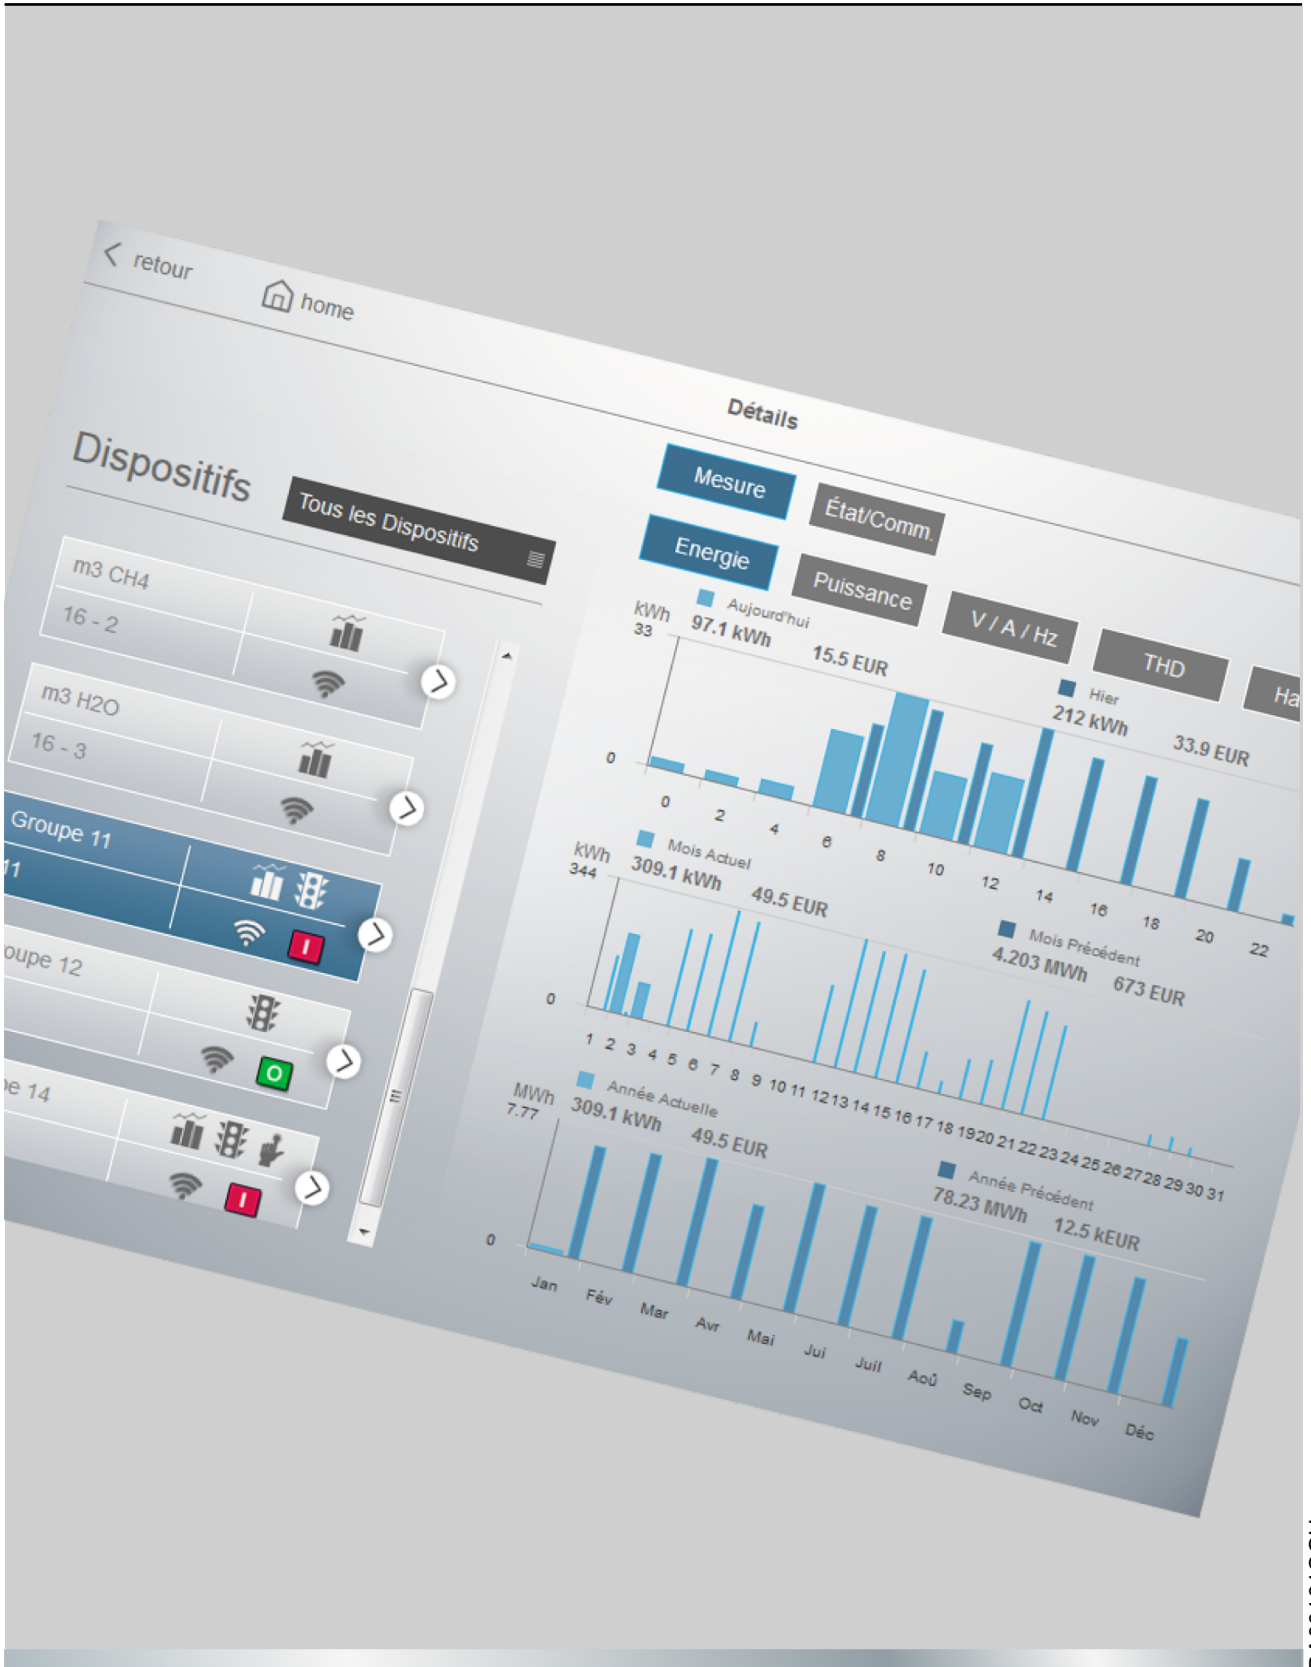 retour
home
Détails
Dispositifs
Tous les Dispositifs
Mesure
État/Comm.
Energie
Puissance
V / A / Hz
THD
m3 CH4
16 - 2
m3 H2O
16 - 3
Groupe 11
11
I
oupe 12
O
14
I
kWh
33
Aujourd'hui
97.1 kWh 15.5 EUR
Hier
212 kWh 33.9 EUR
0
0 2 4 6 8 10 12 14 16 18 20 22
kWh
344
Mois Actuel
309.1 kWh 49.5 EUR
Mois Précédent
4.203 MWh 673 EUR
0
1 2 3 4 5 6 7 8 9 10 11 12 13 14 15 16 17 18 19 20 21 22 23 24 25 26 27 28 29 30 31
MWh
7.77
Année Actuelle
309.1 kWh 49.5 EUR
Année Précédent
78.23 MWh 12.5 kEUR
0
Jan Fév Mar Avr Mai Jui Juil Aoû Sep Oct Nov Déc